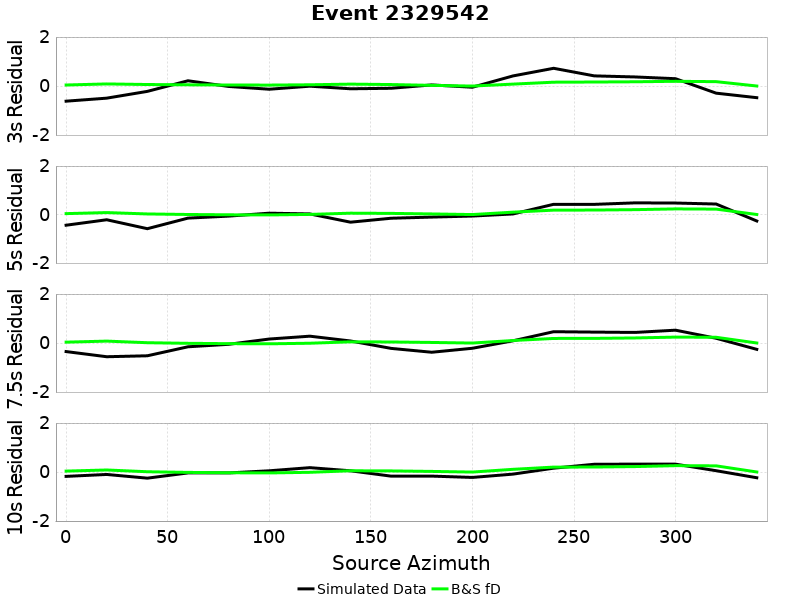 Event 2329542
3s Residual
2
0
-2
5s Residual
2
0
-2
7.5s Residual
2
0
-2
10s Residual
2
0
-2
0 50 100 150 200 250 300
Source Azimuth
Simulated Data B&S fD